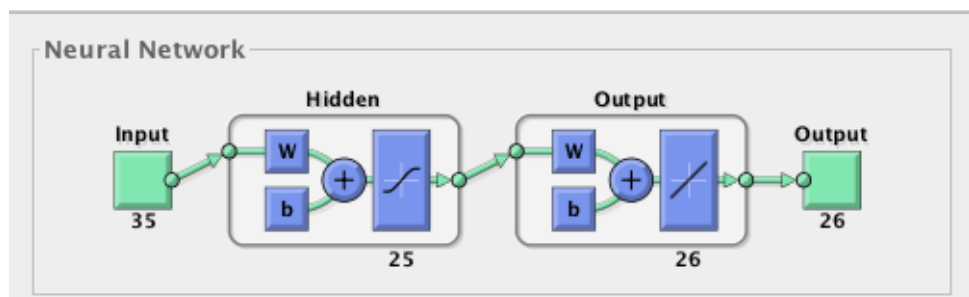 Neural Network
Hidden Output
Input Output
W W
+ +
b b
35 26
25 26